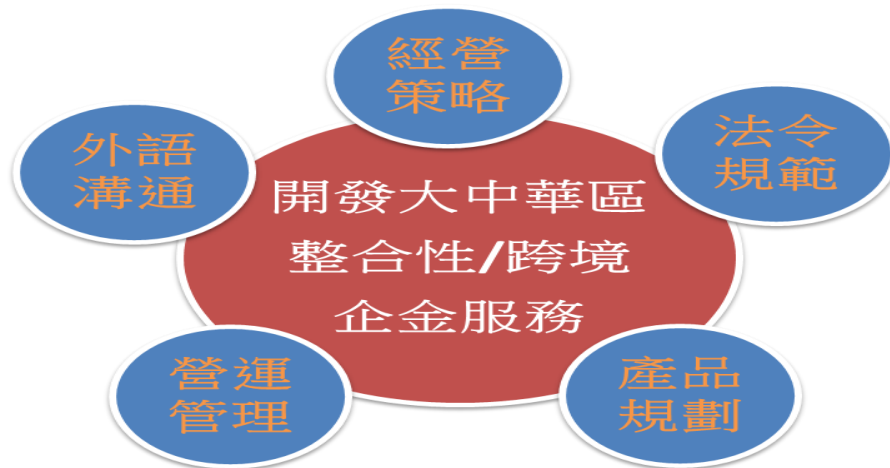 經營
策略
外語
溝通
法令
規範
開發大中華區
整合性/跨境
企金服務
營運
管理
產品
規劃